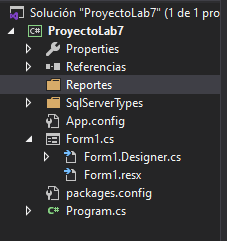 Solución "ProyectoLab7" (1 de 1 pro
ProyectoLab7
Properties
Referencias
Reportes
SqlServerTypes
App.config
Form1.cs
Form1.Designer.cs
Form1.resx
packages.config
C# Program.cs